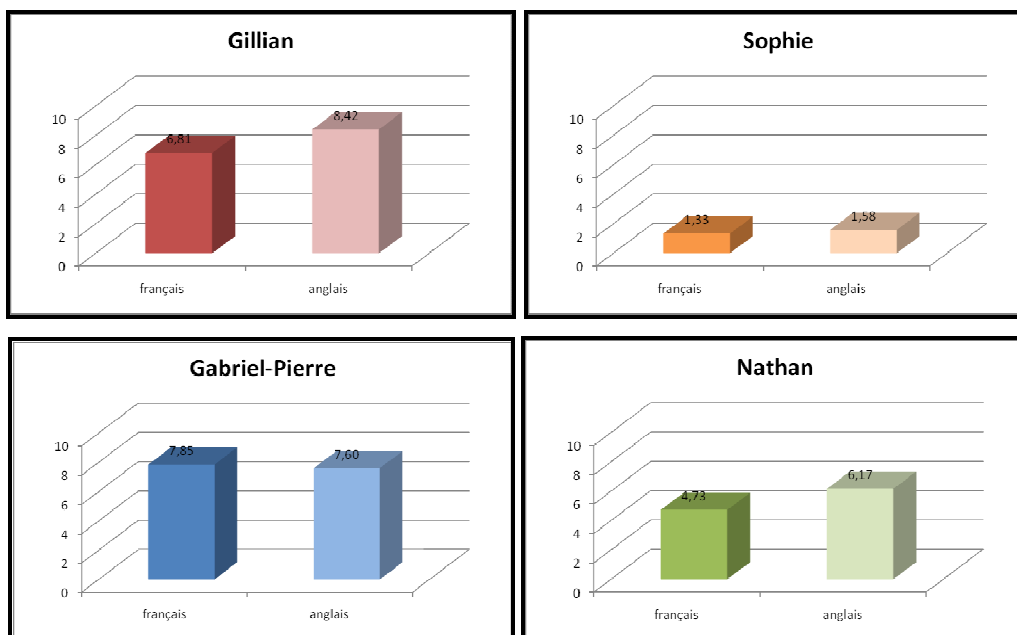 Gillian
10
8
6
4
2
0
6,81
8,42
français
anglais
Sophie
10
8
6
4
2
0
1,33
1,58
français
anglais
Gabriel-Pierre
10
8
6
4
2
0
7,85
7,60
français
anglais
Nathan
10
8
6
4
2
0
4,73
6,17
français
anglais